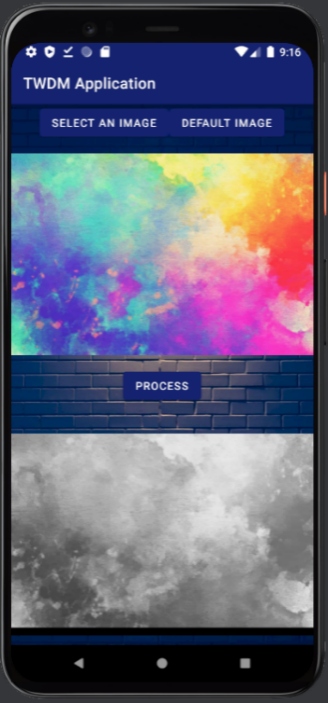 9:16
TWDM Application
SELECT AN IMAGE DEFAULT IMAGE
PROCESS